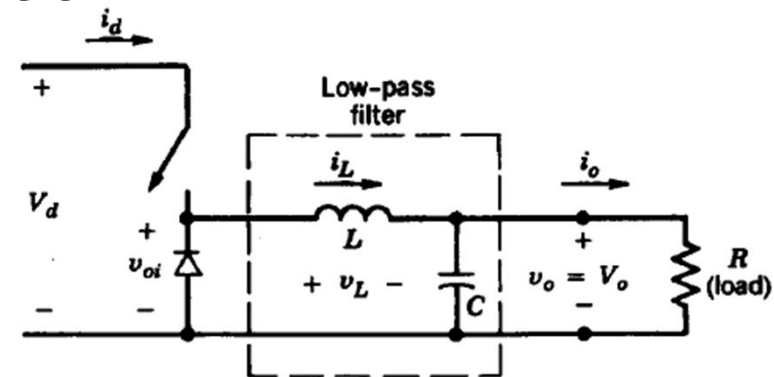 i_d
+
Low-pass
filter
i_L
i_o
V_d
+
L
+
R
v_oi
+ v_L −
C
v_o = V_o
(load)
−
−
−